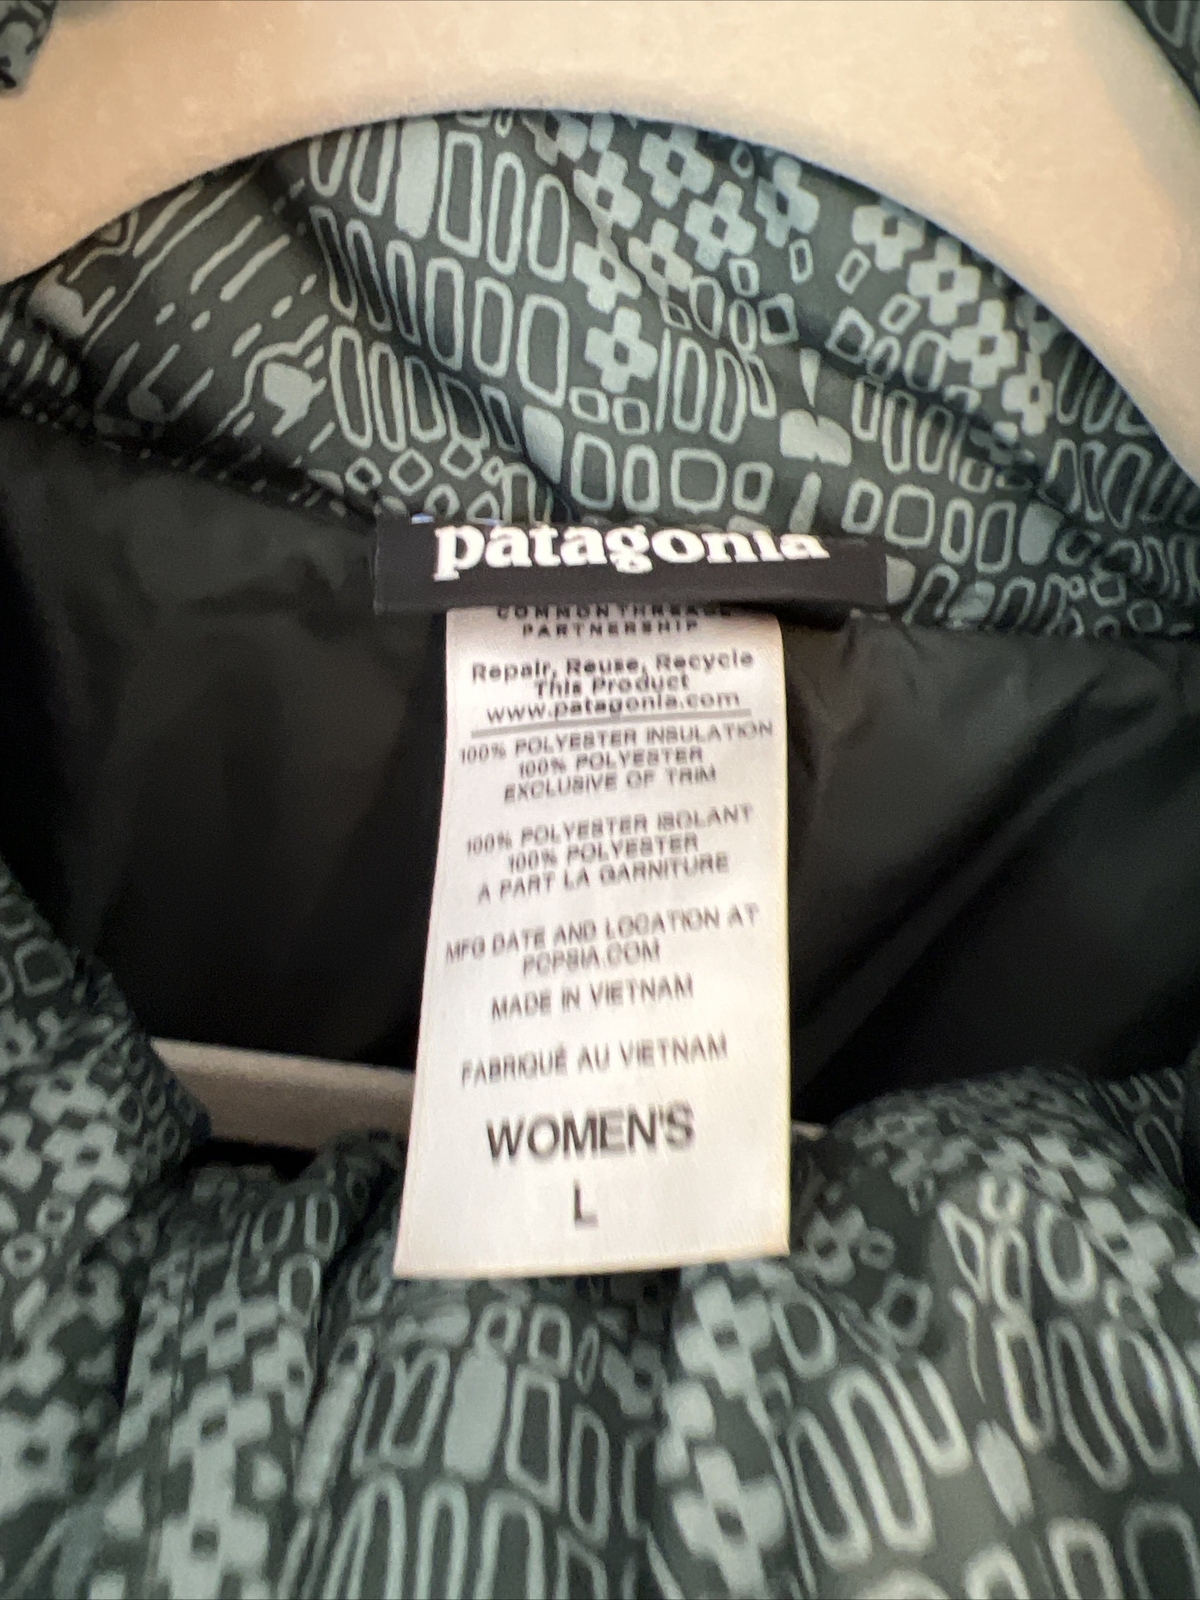 patagonia
COMMON THREADS
PARTNERSHIP
Repair, Reuse, Recycle
This Product
www.patagonia.com
100% POLYESTER INSULATION
100% POLYESTER
EXCLUSIVE OF TRIM
100% POLYESTER ISOLANT
100% POLYESTER
A PART LA GARNITURE
MFG DATE AND LOCATION AT
PCPSIA.COM
MADE IN VIETNAM
FABRIQUÉ AU VIETNAM
WOMEN'S
L